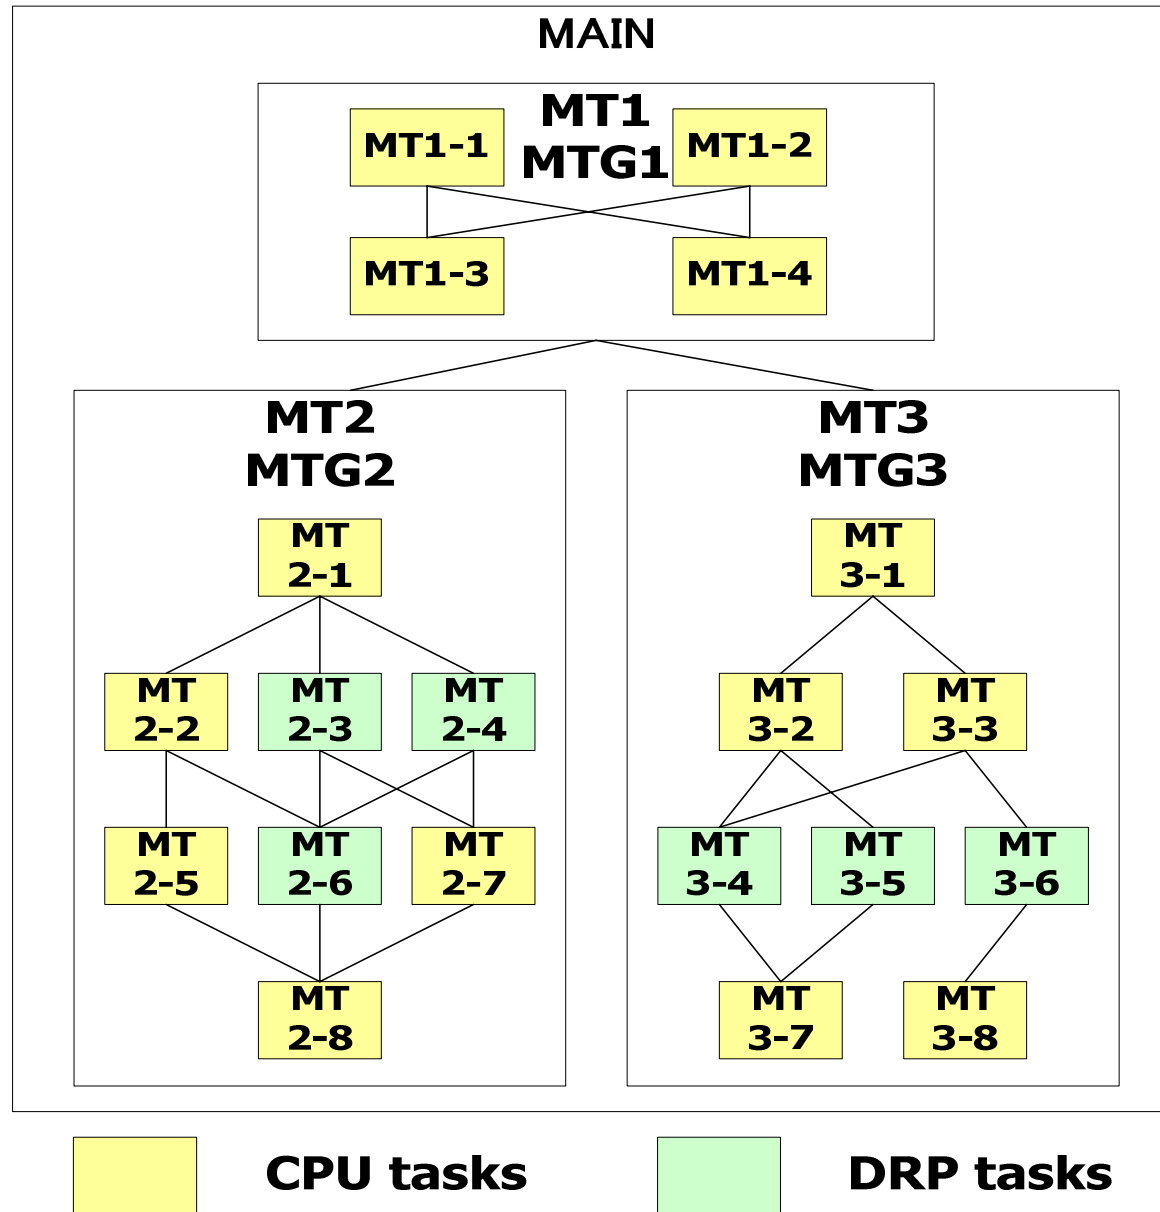 MAIN
MT1
MTG1
MT1-1
MT1-2
MT1-3
MT1-4
MT2
MTG2
MT
2-1
MT
2-2
MT
2-3
MT
2-4
MT
2-5
MT
2-6
MT
2-7
MT
2-8
MT3
MTG3
MT
3-1
MT
3-2
MT
3-3
MT
3-4
MT
3-5
MT
3-6
MT
3-7
MT
3-8
CPU tasks
DRP tasks